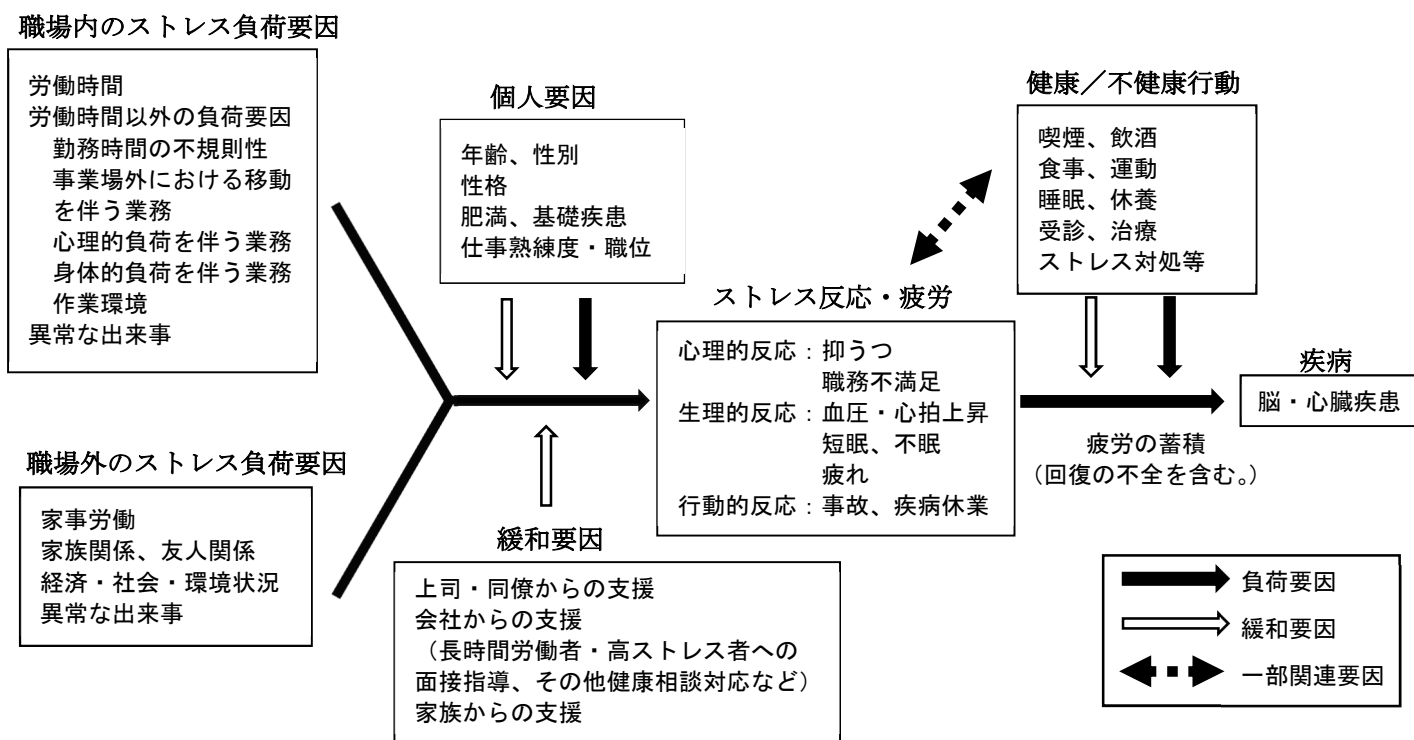 職場内のストレス負荷要因
労働時間
労働時間以外の負荷要因
勤務時間の不規則性
事業場外における移動
を伴う業務
心理的負荷を伴う業務
身体的負荷を伴う業務
作業環境
異常な出来事
職場外のストレス負荷要因
家事労働
家族関係、友人関係
経済・社会・環境状況
異常な出来事
個人要因
年齢、性別
性格
肥満、基礎疾患
仕事熟練度・職位
緩和要因
上司・同僚からの支援
会社からの支援
（長時間労働者・高ストレス者への
面接指導、その他健康相談対応など）
家族からの支援
ストレス反応・疲労
心理的反応：抑うつ
職務不満足
生理的反応：血圧・心拍上昇
短眠、不眠
疲れ
行動的反応：事故、疾病休業
健康／不健康行動
喫煙、飲酒
食事、運動
睡眠、休養
受診、治療
ストレス対処等
疲労の蓄積
（回復の不全を含む。）
疾病
脳・心臓疾患
負荷要因
緩和要因
一部関連要因